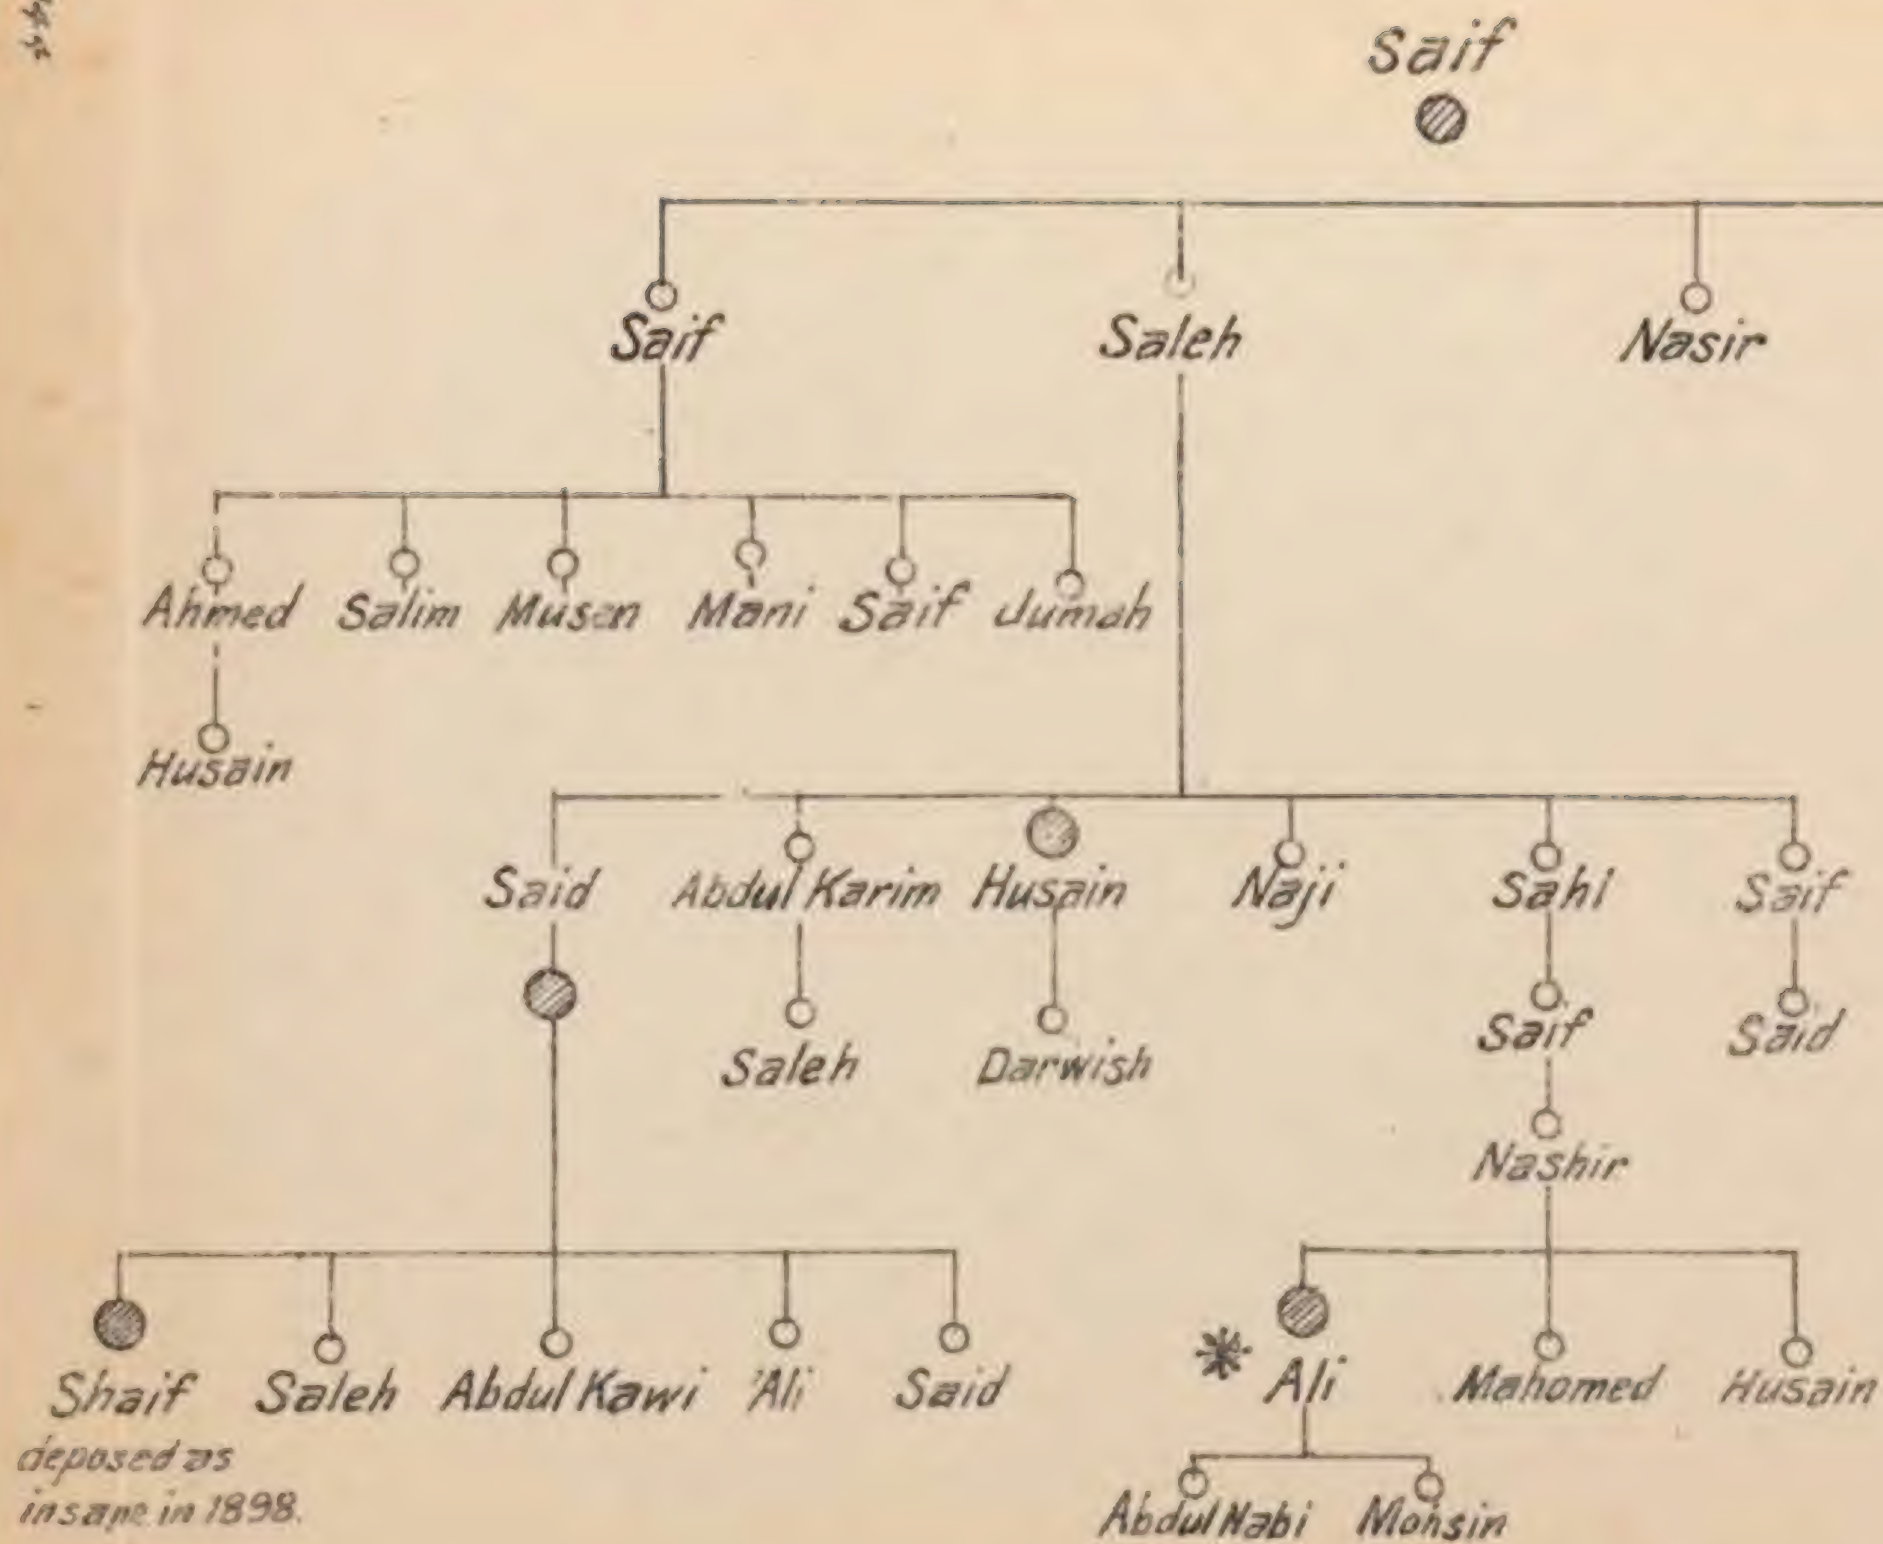 Saif
Saif Saleh Nasir
Ahmed Salim Musan Mani Saif Jumah
Husain
Said Abdul Karim Husain Naji Sahi Saif
Saif Said
Saleh Darwish
Nashir
Shaif Saleh Abdul Kawi 'Ali Said Ali Mahomed Husain
deposed as
insane in 1898.
Abdul Nabi Mohsin